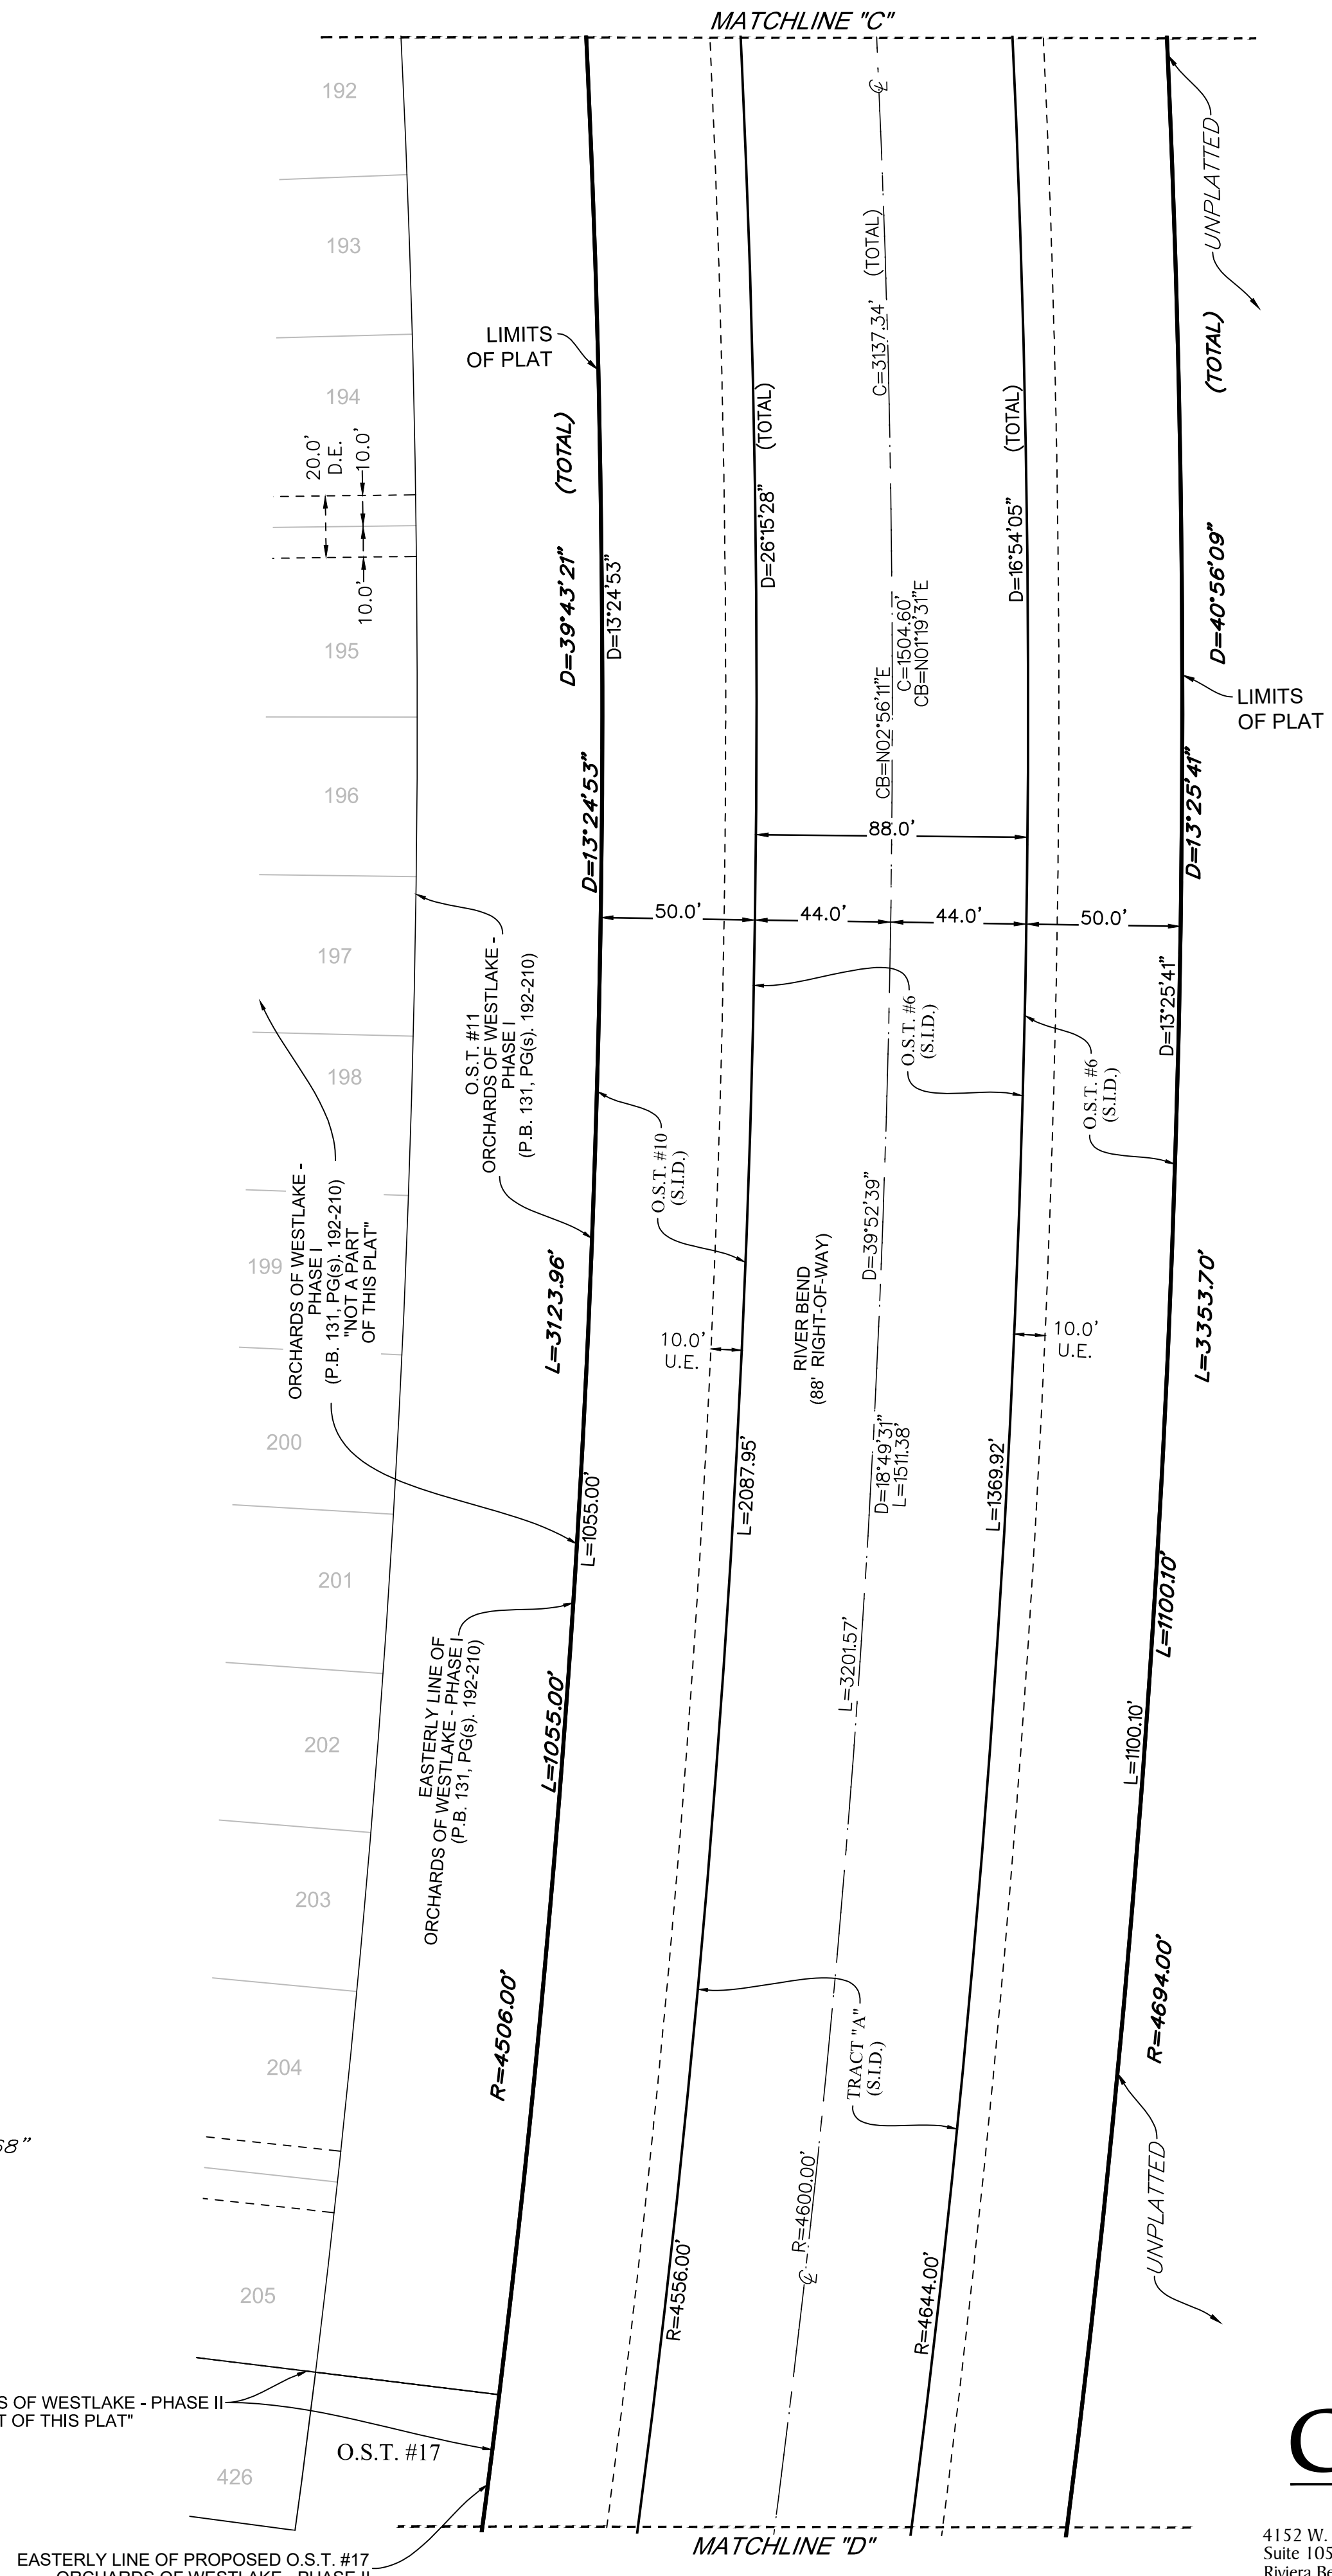 MATCHLINE "C"
192
193
194
195
196
197
198
199
200
201
202
203
204
205
426
20.0'
D.E.
10.0'
10.0'
LIMITS
OF PLAT
(TOTAL)
D=39°43'21"
D=13°24'53"
D=13°24'53"
(TOTAL)
D=26°15'28"
℄
(TOTAL)
C=3137.34'
CB=N02°56'11"E
C=1504.60'
CB=N01°19'31"E
(TOTAL)
D=16°54'05"
UNPLATTED
(TOTAL)
D=40°56'09"
LIMITS
OF PLAT
D=13°25'41"
D=13°25'41"
88.0'
50.0'
44.0'
44.0'
50.0'
O.S.T. #11
ORCHARDS OF WESTLAKE -
PHASE I
(P.B. 131, PG(s). 192-210)
ORCHARDS OF WESTLAKE -
PHASE I
(P.B. 131, PG(s). 192-210)
"NOT A PART
OF THIS PLAT"
O.S.T. #10
(S.I.D.)
O.S.T. #6
(S.I.D.)
O.S.T. #6
(S.I.D.)
D=39°52'39"
RIVER BEND
(88' RIGHT-OF-WAY)
10.0'
U.E.
10.0'
U.E.
L=3123.96'
L=3353.70'
L=1055.00'
L=2087.95'
D=18°49'31"
L=1511.38'
L=1369.92'
L=1100.10'
L=1100.10'
L=3201.57'
EASTERLY LINE OF
ORCHARDS OF WESTLAKE - PHASE I
(P.B. 131, PG(s). 192-210)
L=1055.00'
R=4506.00'
R=4694.00'
TRACT "A"
(S.I.D.)
R=4600.00'
℄
R=4556.00'
R=4644.00'
UNPLATTED
68"
S OF WESTLAKE - PHASE II
T OF THIS PLAT"
O.S.T. #17
MATCHLINE "D"
EASTERLY LINE OF PROPOSED O.S.T. #17
ORCHARDS OF WESTLAKE - PHASE II
C
4152 W.
Suite 105
Riviera Be